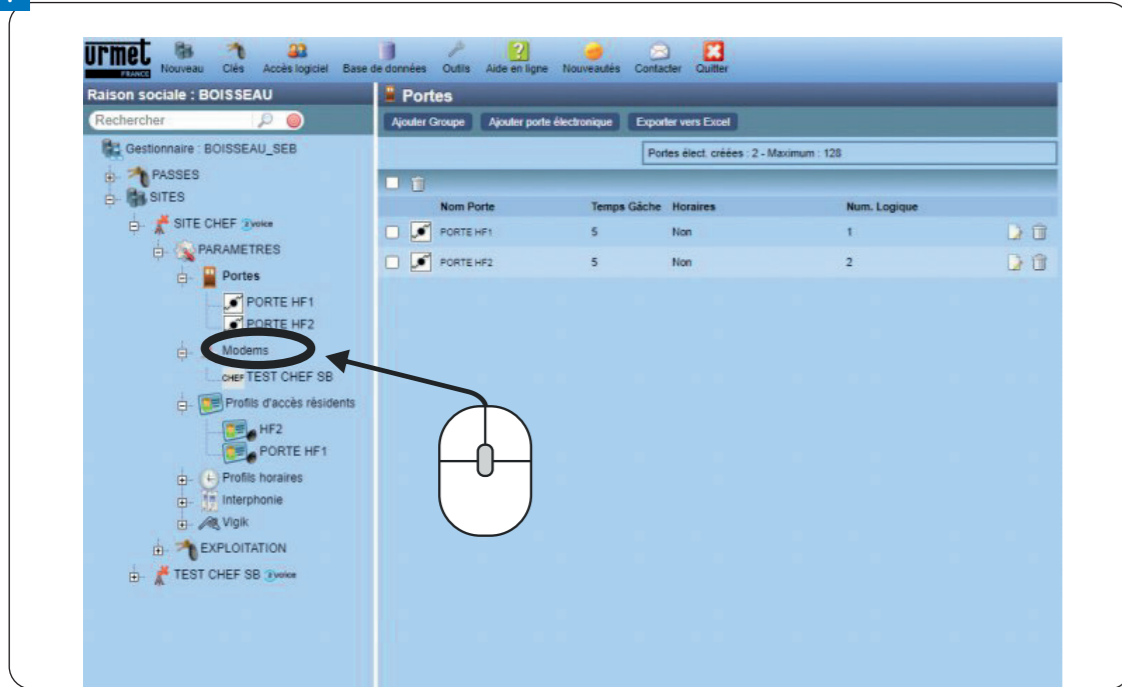 urmet
FRANCE
Nouveau Clés Accès logiciel Base de données Outils Aide en ligne Nouveautés Contacter Quitter
Raison sociale : BOISSEAU
Rechercher
Gestionnaire : BOISSEAU_SEB
PASSES
SITES
SITE CHEF 2voice
PARAMETRES
Portes
PORTE HF1
PORTE HF2
Modems
CHEF TEST CHEF SB
Profils d'accès résidents
HF2
PORTE HF1
Profils horaires
Interphonie
Vigik
EXPLOITATION
TEST CHEF SB 2voice
Portes
Ajouter Groupe Ajouter porte électronique Exporter vers Excel
Portes élect. créées : 2 - Maximum : 128
Nom Porte Temps Gâche Horaires Num. Logique
PORTE HF1 5 Non 1
PORTE HF2 5 Non 2